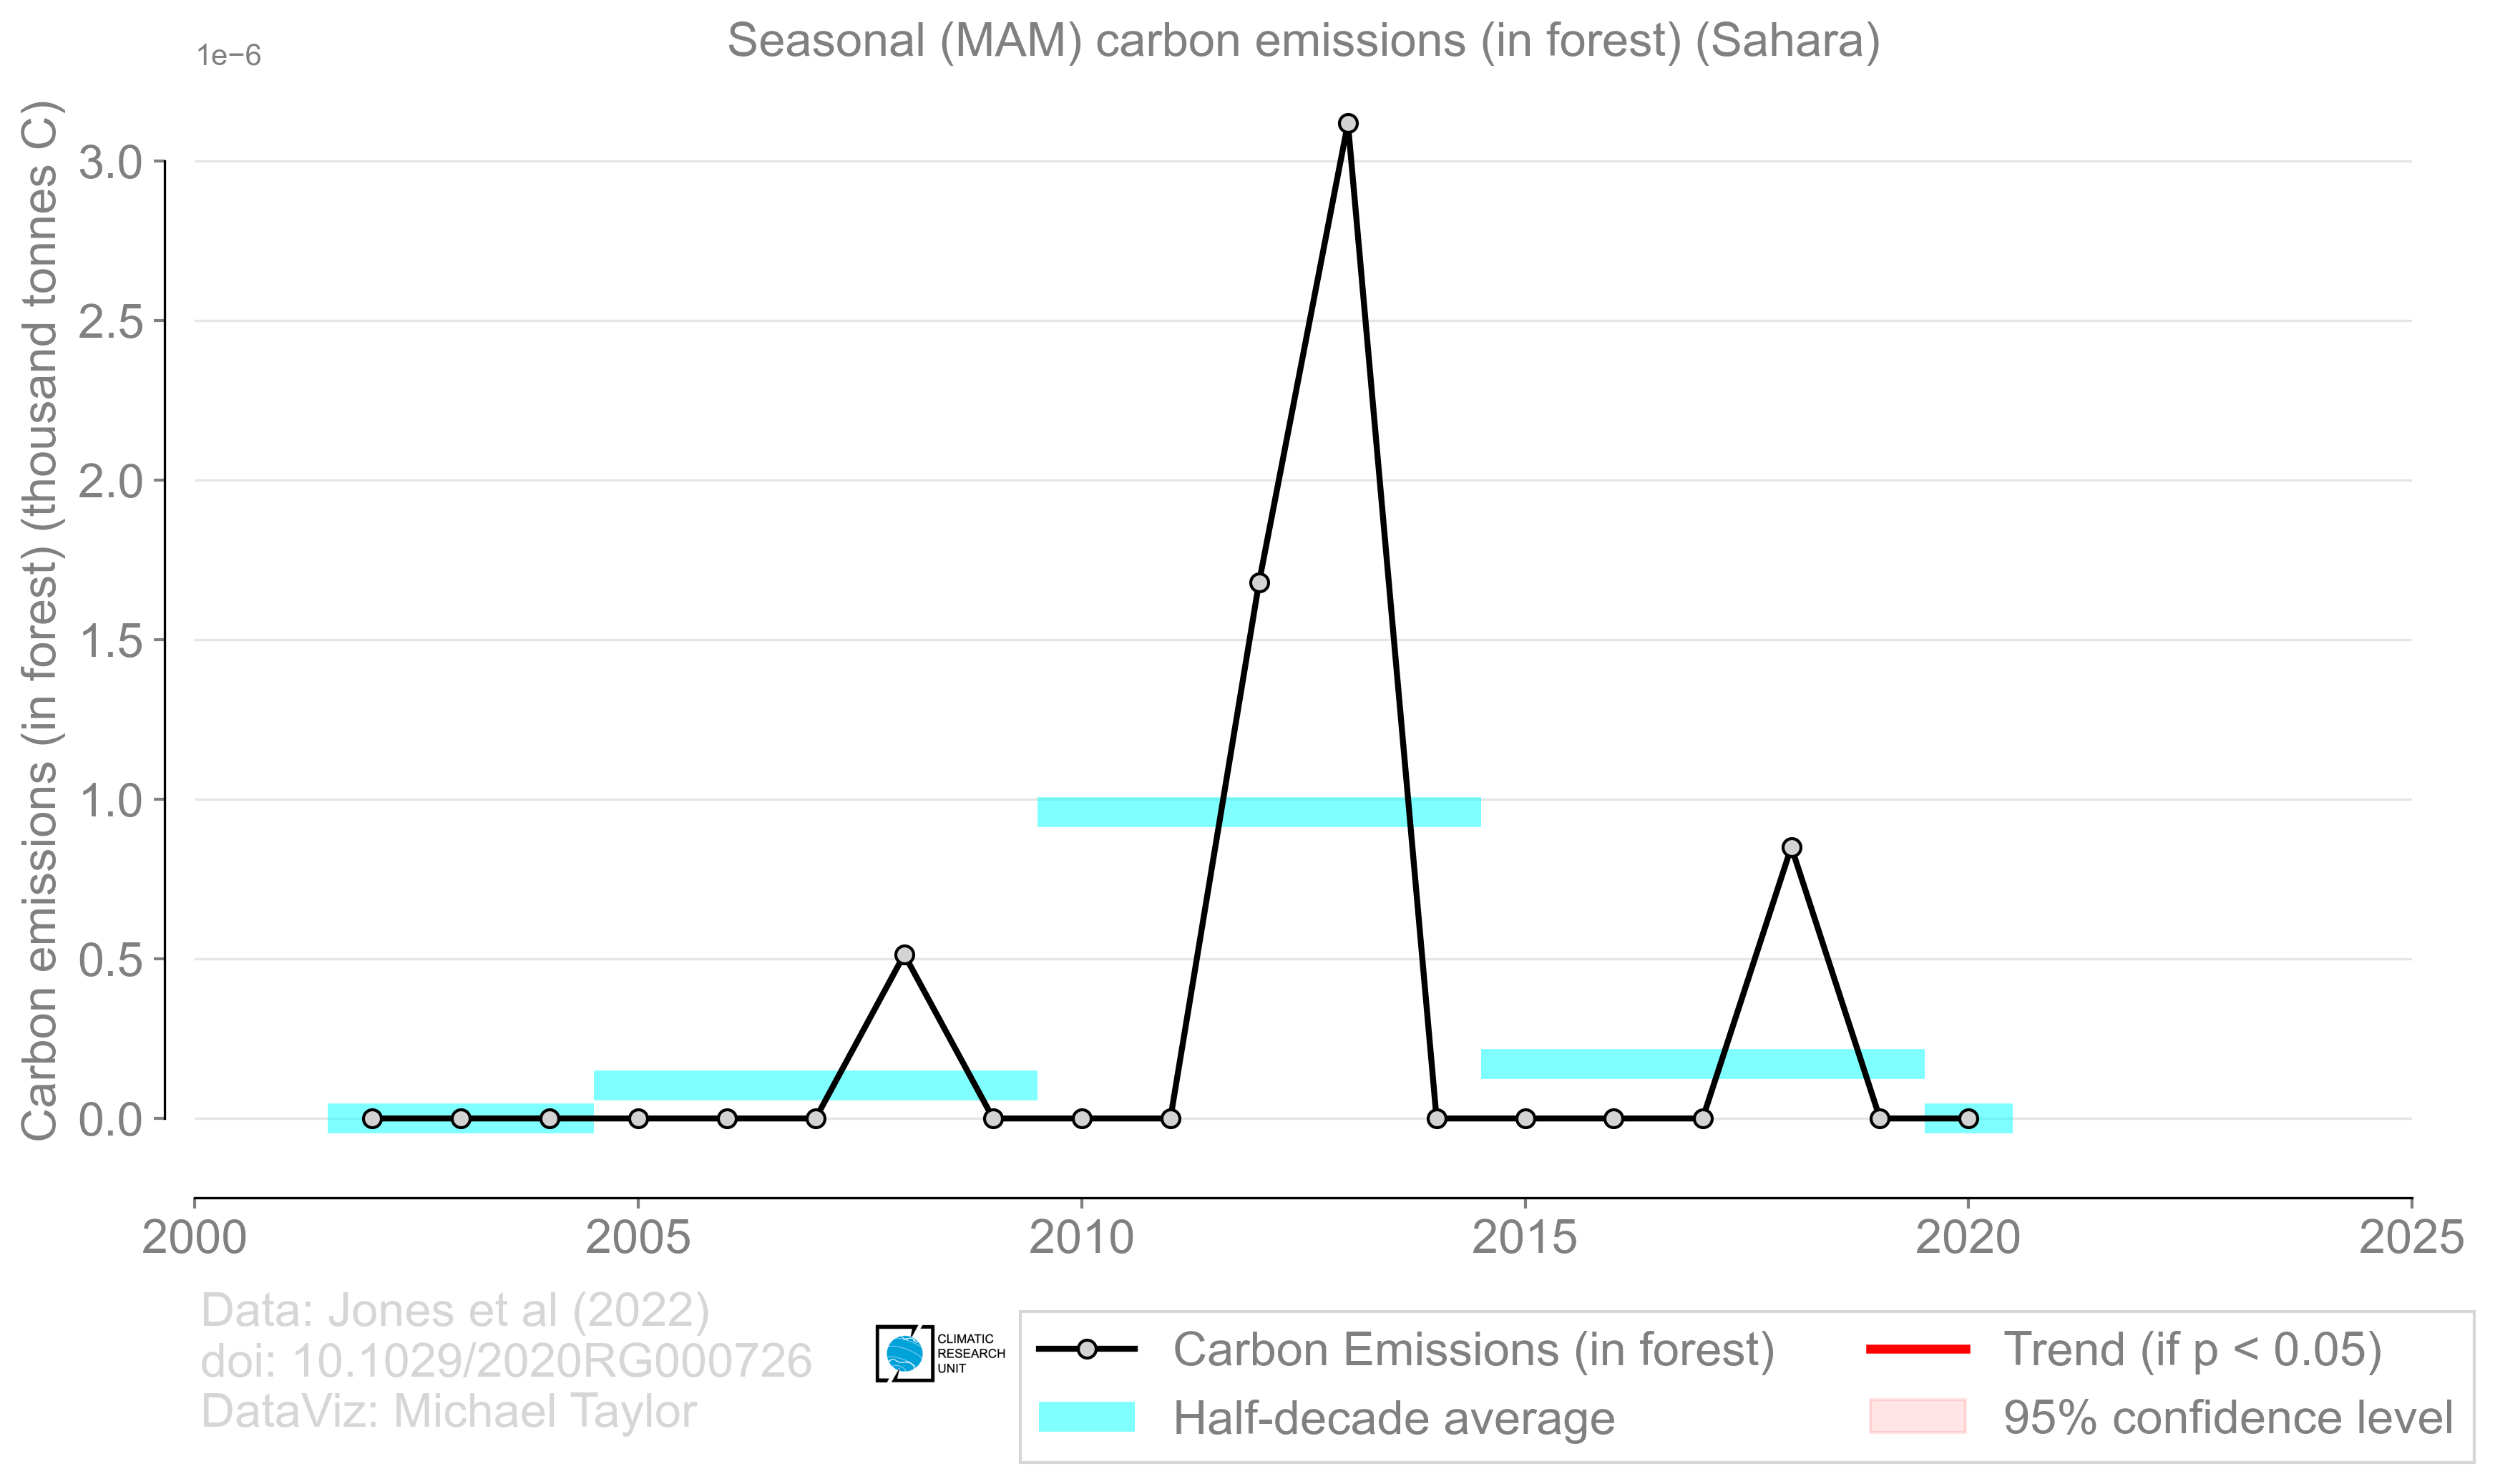 Seasonal (MAM) carbon emissions (in forest) (Sahara)
1e−6
Carbon emissions (in forest) (thousand tonnes C)
3.0
2.5
2.0
1.5
1.0
0.5
0.0
2000 2005 2010 2015 2020 2025
Data: Jones et al (2022)
doi: 10.1029/2020RG000726
DataViz: Michael Taylor
CLIMATIC
RESEARCH
UNIT
Carbon Emissions (in forest)
Half-decade average
Trend (if p < 0.05)
95% confidence level